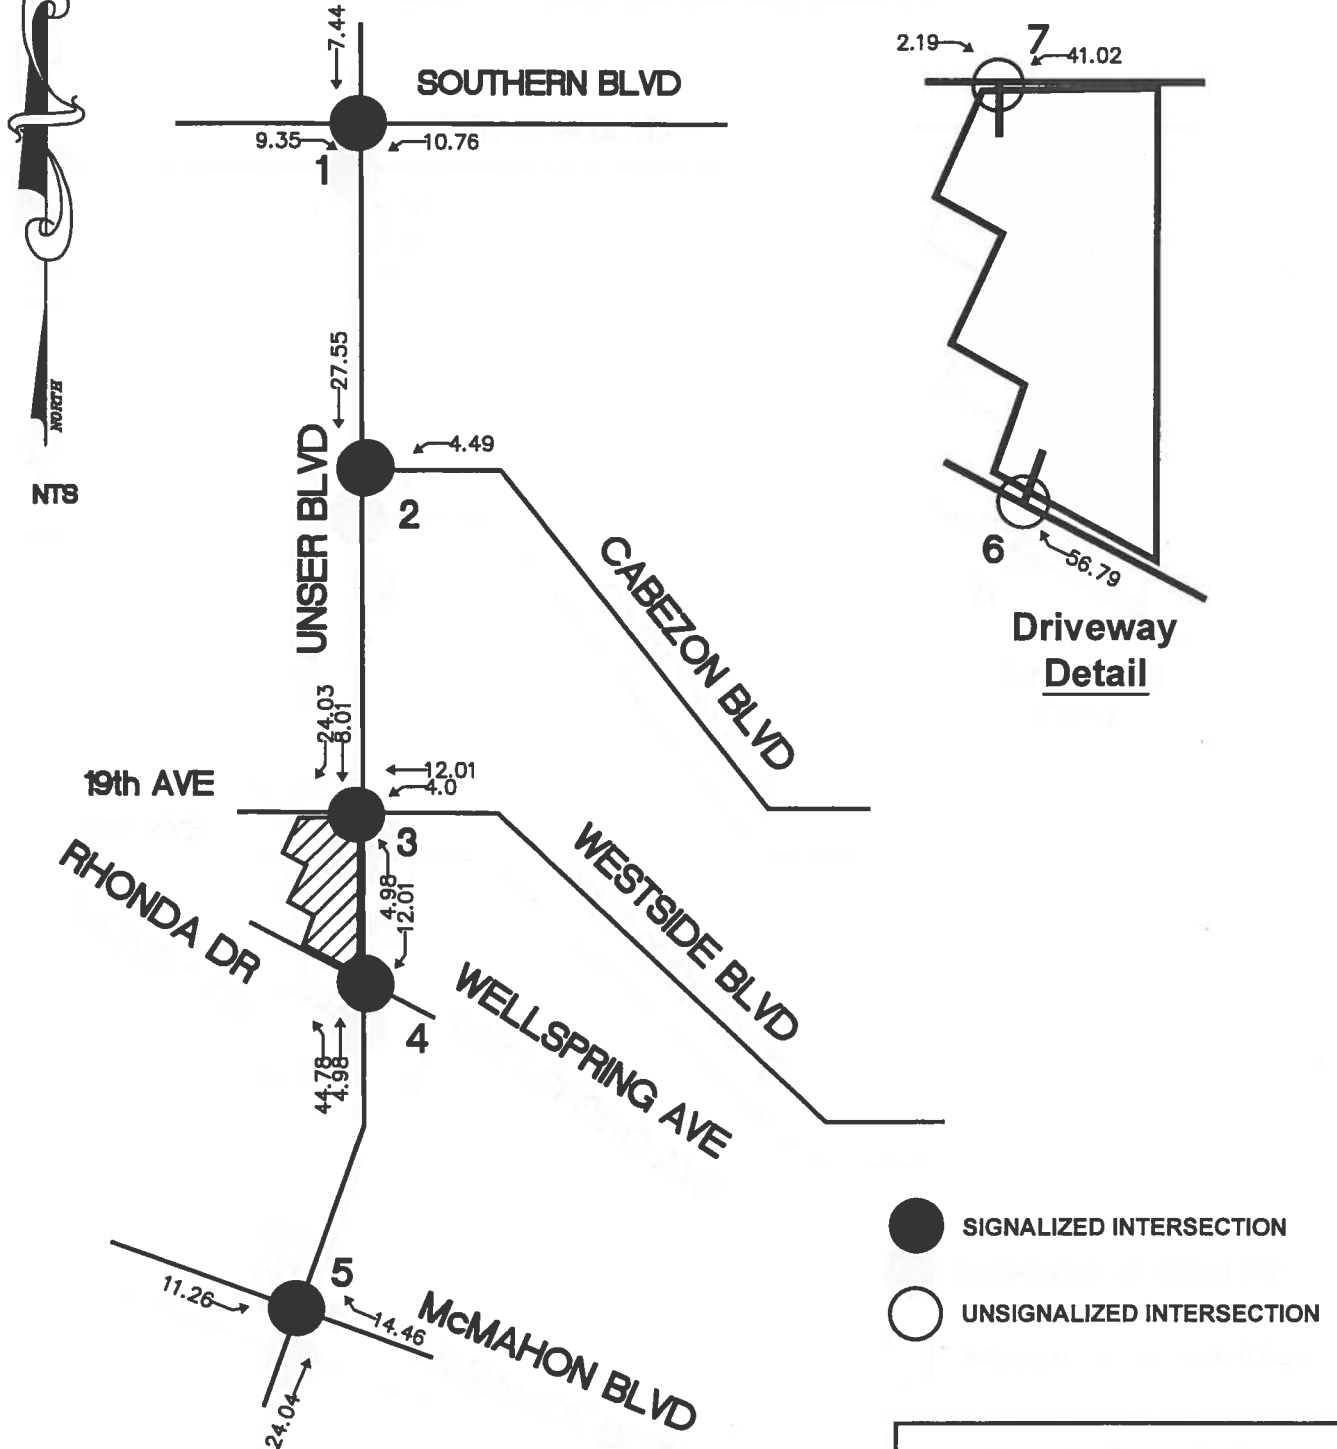 7.44
SOUTHERN BLVD
9.35
10.76
1
2.19
7
41.02
NORTH
NTS
27.55
4.49
UNSER BLVD
2
CABEZON BLVD
6
56.79
Driveway
Detail
24.03
8.01
12.01
4.0
19th AVE
3
4.98
12.01
RHONDA DR
WESTSIDE BLVD
WELLSPRING AVE
4
44.78
4.98
SIGNALIZED INTERSECTION
UNSIGNALIZED INTERSECTION
5
11.26
14.46
McMAHON BLVD
24.04